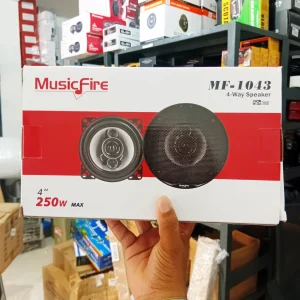 MusicFire
MF-1043
4-Way Speaker
4"
250W MAX